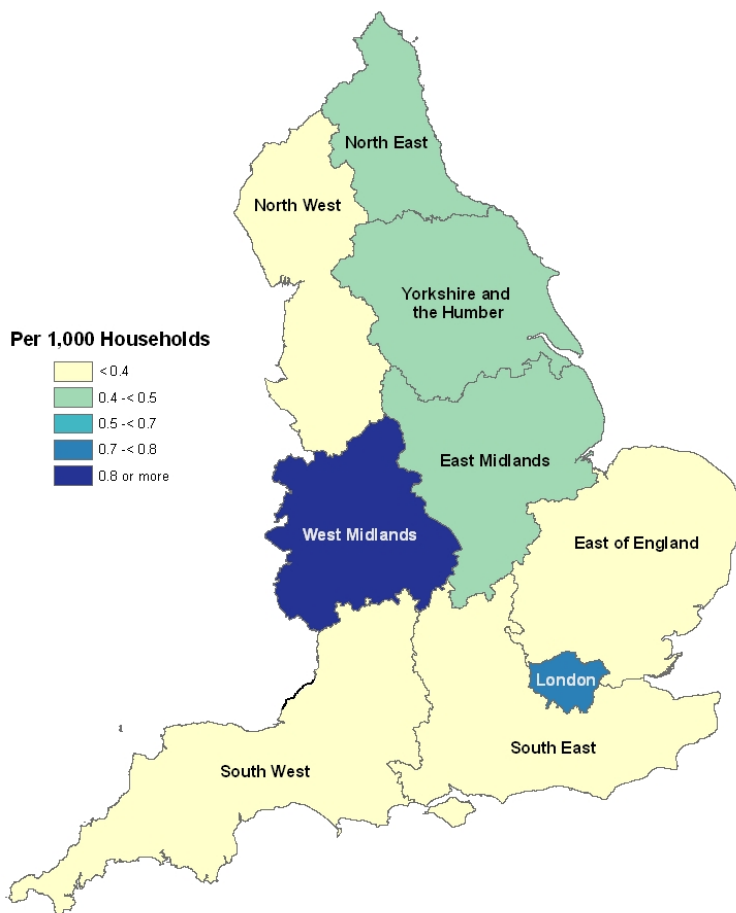 North East
North West
Yorkshire and
the Humber
Per 1,000 Households
< 0.4
0.4 -< 0.5
0.5 -< 0.7
0.7 -< 0.8
0.8 or more
East Midlands
West Midlands
East of England
London
South East
South West